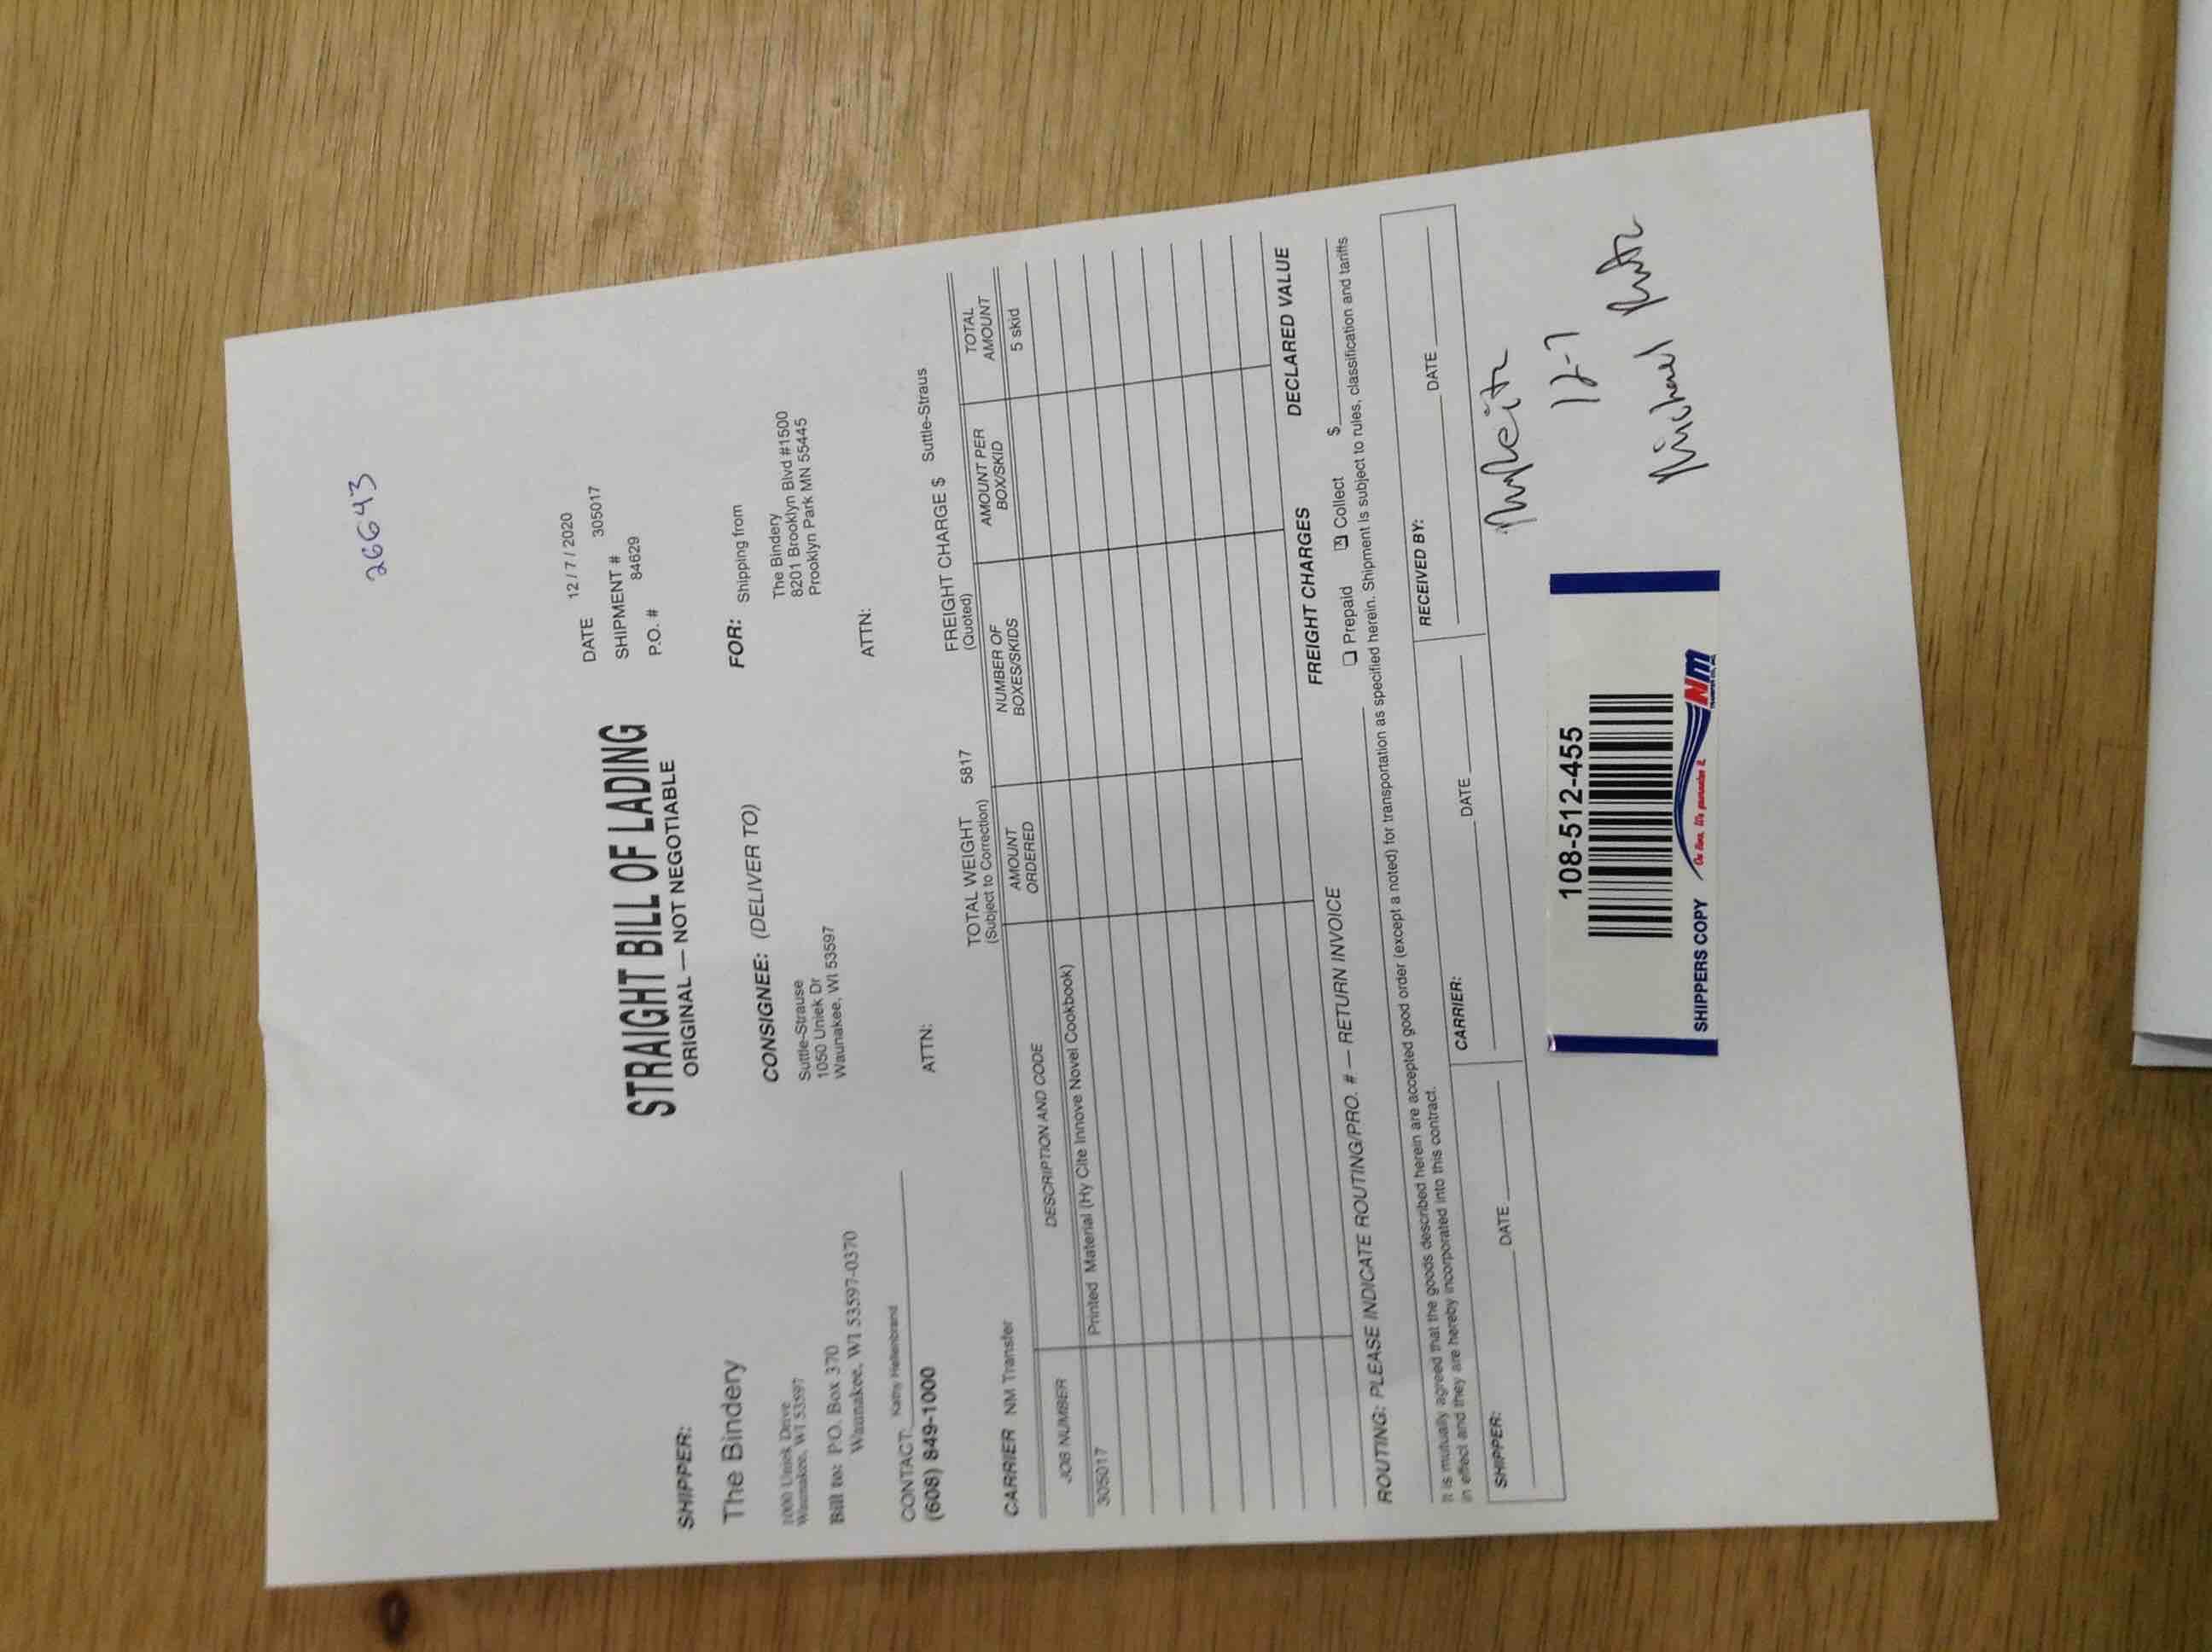 26643
STRAIGHT BILL OF LADING
ORIGINAL — NOT NEGOTIABLE
DATE 12 / 7 / 2020
SHIPMENT # 305017
P.O. # 84629
SHIPPER:
The Bindery
1000 Uniek Drive
Waunakee, WI 53597
Bill to: P.O. Box 370
Waunakee, WI 53597-0370
CONTACT Kathy Hellenbrand
(608) 849-1000
CONSIGNEE: (DELIVER TO)
Suttle-Strause
1050 Uniek Dr
Waunakee, WI 53597
ATTN:
FOR: Shipping from
The Bindery
8201 Brooklyn Blvd #1500
Prooklyn Park MN 55445
ATTN:
CARRIER NM Transfer
TOTAL WEIGHT 5817
(Subject to Correction)
FREIGHT CHARGE $ Suttle-Straus
(Quoted)
JOB NUMBER DESCRIPTION AND CODE AMOUNT ORDERED NUMBER OF BOXES/SKIDS AMOUNT PER BOX/SKID TOTAL AMOUNT
5 skid
305017 Printed Material (Hy Cite Innove Novel Cookbook)
FREIGHT CHARGES DECLARED VALUE
ROUTING: PLEASE INDICATE ROUTING/PRO. # — RETURN INVOICE Prepaid Collect $
It is mutually agreed that the goods described herein are accepted good order (except a noted) for transportation as specified herein. Shipment is subject to rules, classification and tariffs
in effect and they are hereby incorporated into this contract.
SHIPPER: CARRIER: RECEIVED BY:
DATE DATE DATE
12-7
Michael
108-512-455
SHIPPERS COPY
On time. We guarantee it.
NM